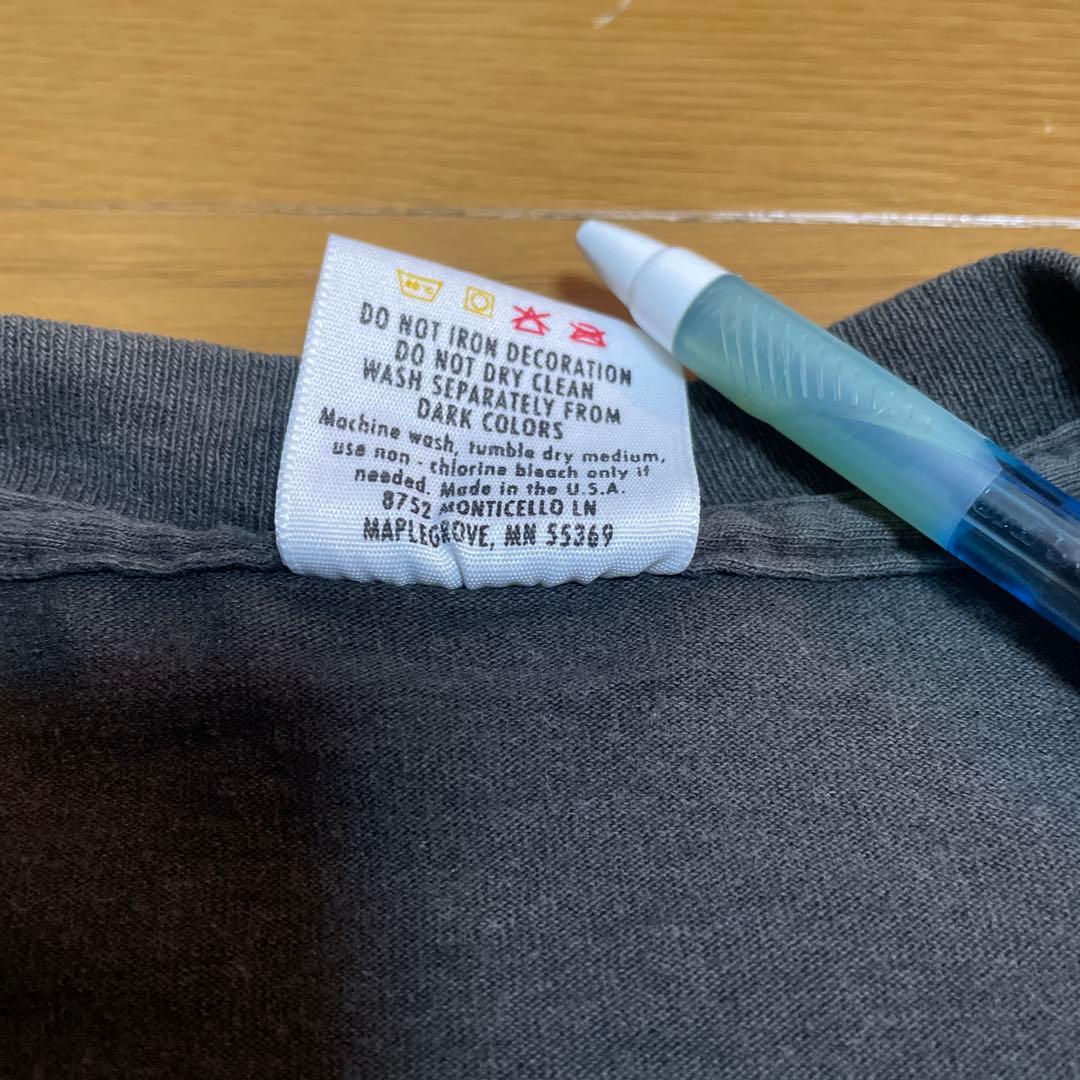 DO NOT IRON DECORATION
DO NOT DRY CLEAN
WASH SEPARATELY FROM
DARK COLORS
Machine wash, tumble dry medium,
use non - chlorine bleach only if
needed. Made in the U.S.A.
8752 MONTICELLO LN
MAPLEGROVE, MN 55369